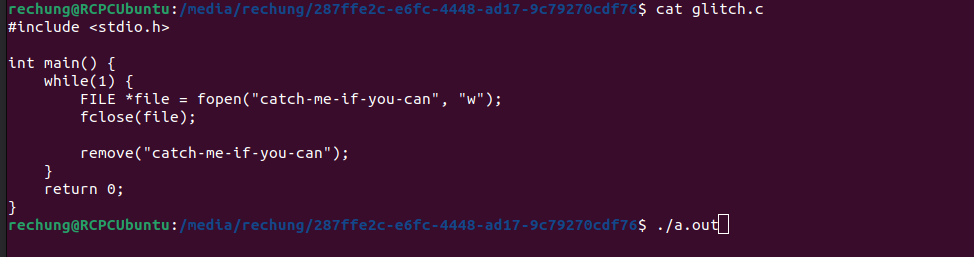 rechung@RCPCUbuntu:/media/rechung/287ffe2c-e6fc-4448-ad17-9c79270cdf76$ cat glitch.c
#include <stdio.h>

int main() {
    while(1) {
        FILE *file = fopen("catch-me-if-you-can", "w");
        fclose(file);

        remove("catch-me-if-you-can");
    }
    return 0;
}
rechung@RCPCUbuntu:/media/rechung/287ffe2c-e6fc-4448-ad17-9c79270cdf76$ ./a.out